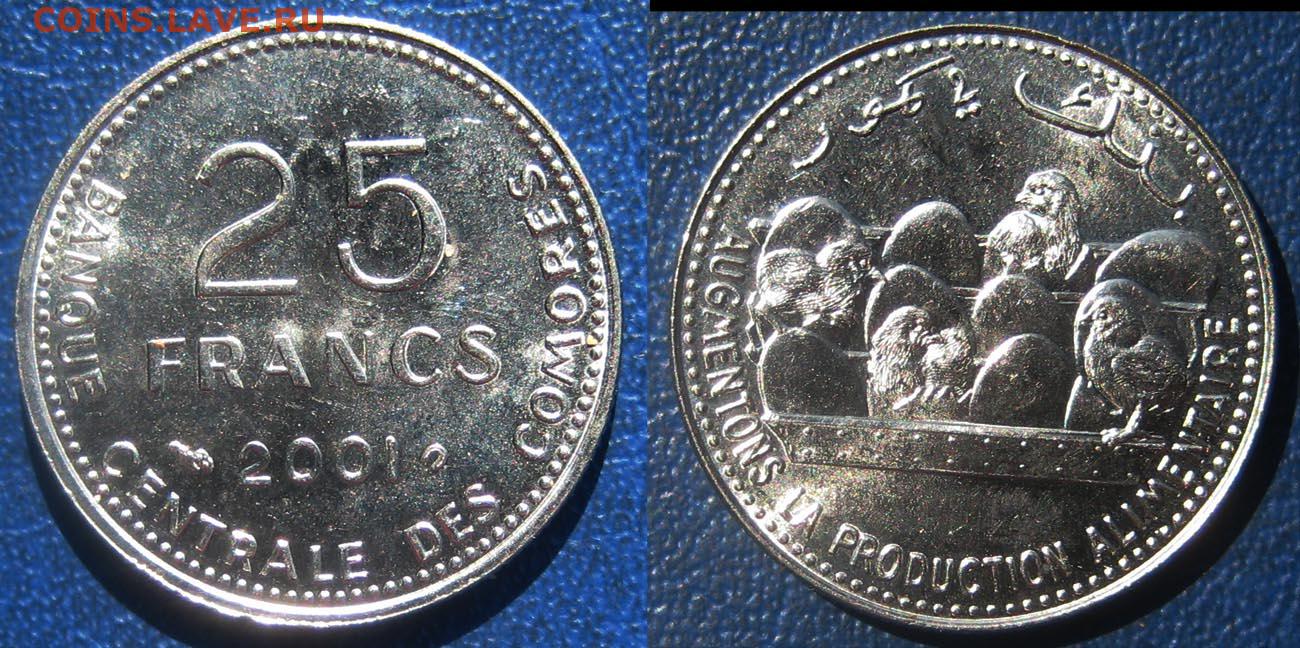 COINS.LAVE.RU
25
FRANCS
2001
BANQUE CENTRALE DES COMORES
AUGMENTONS LA PRODUCTION ALIMENTAIRE